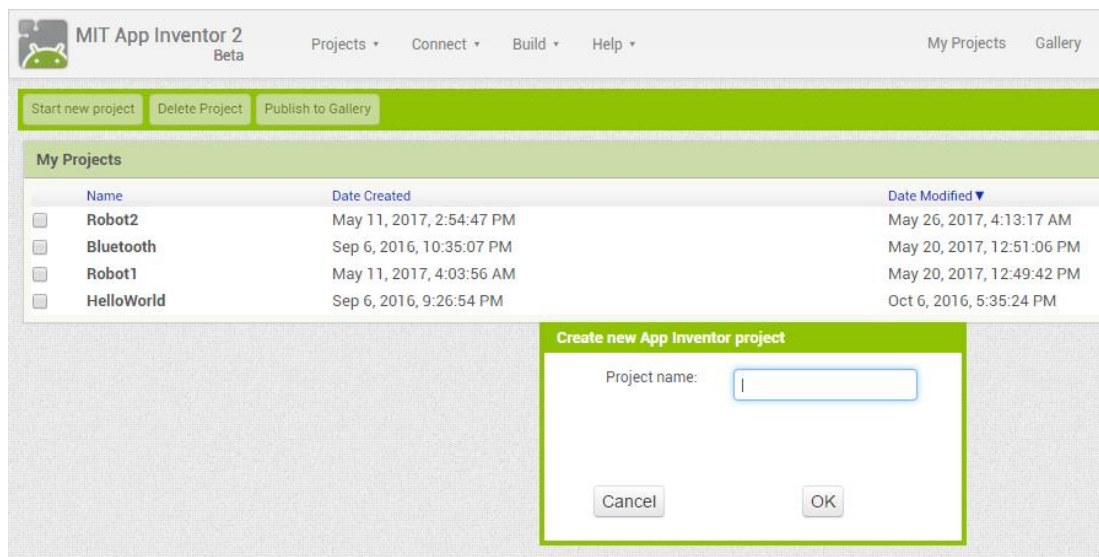 MIT App Inventor 2
Beta
Projects Connect Build Help My Projects Gallery
Start new project Delete Project Publish to Gallery
My Projects
Name Date Created Date Modified ▼
Robot2 May 11, 2017, 2:54:47 PM May 26, 2017, 4:13:17 AM
Bluetooth Sep 6, 2016, 10:35:07 PM May 20, 2017, 12:51:06 PM
Robot1 May 11, 2017, 4:03:56 AM May 20, 2017, 12:49:42 PM
HelloWorld Sep 6, 2016, 9:26:54 PM Oct 6, 2016, 5:35:24 PM
Create new App Inventor project
Project name:
Cancel OK